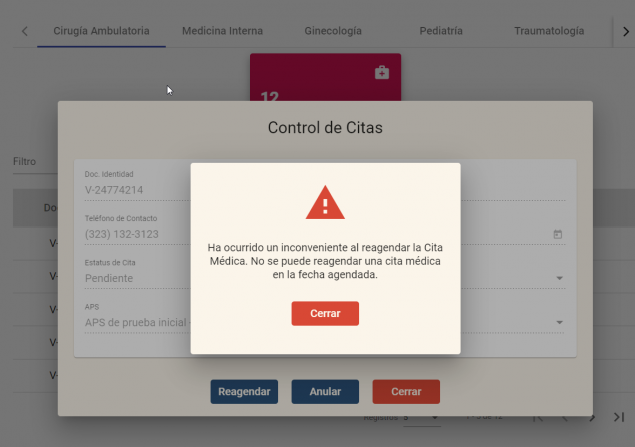 Cirugía Ambulatoria Medicina Interna Ginecología Pediatría Traumatología
12
Control de Citas
Filtro
Doc. Identidad
V-24774214
Do
Teléfono de Contacto
(323) 132-3123
V-
Estatus de Cita
Pendiente
V-
APS
APS de prueba inicial
V-
V-
V-
Ha ocurrido un inconveniente al reagendar la Cita
Médica. No se puede reagendar una cita médica
en la fecha agendada.
Cerrar
Reagendar Anular Cerrar
Registros 5